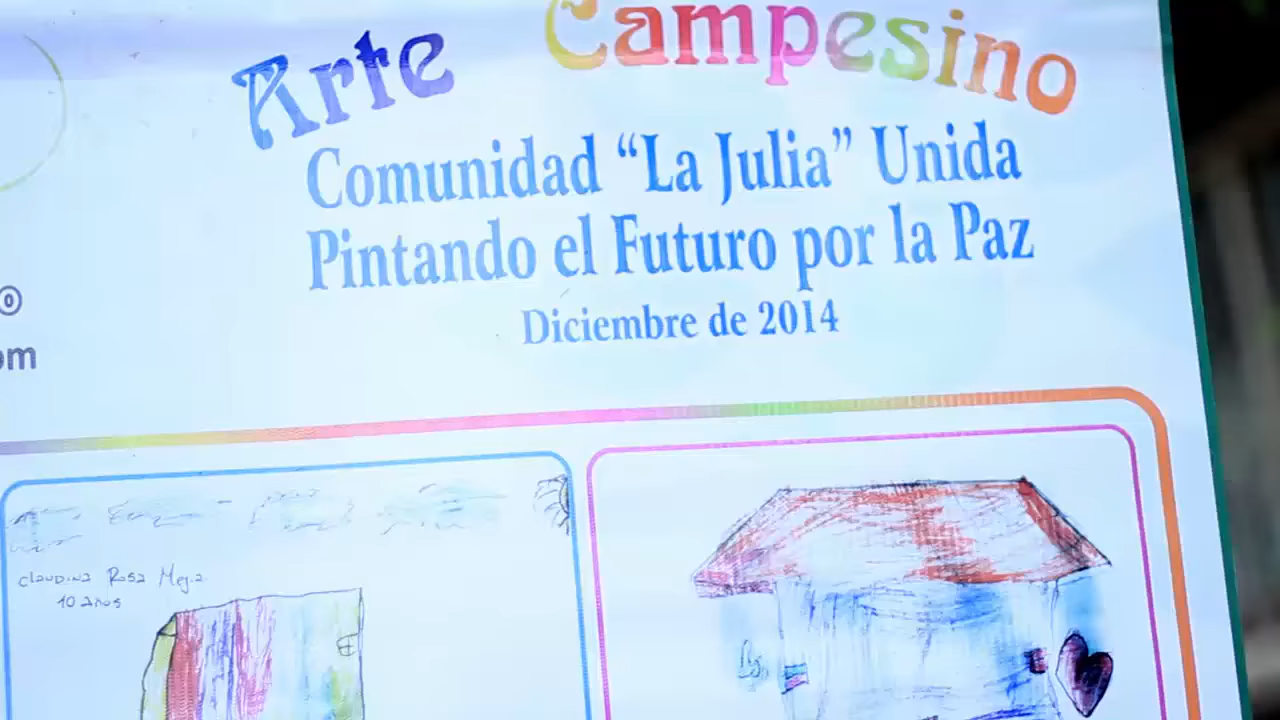 Arte Campesino
Comunidad “La Julia” Unida
Pintando el Futuro por la Paz
Diciembre de 2014
Claudina Rosa Mejia
10 Años